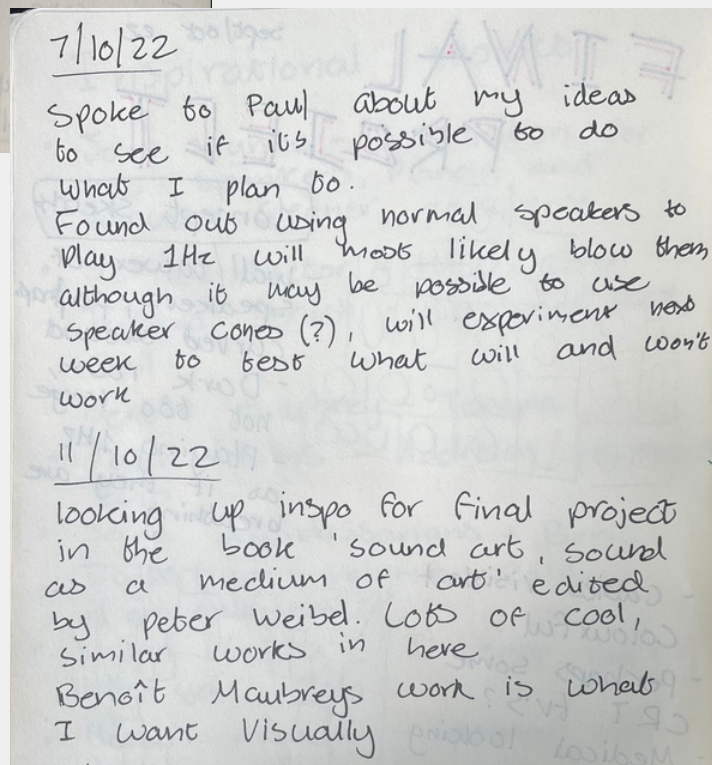 7/10/22
Spoke to Paul about my ideas
to see if its possible to do
what I plan to.
Found out using normal speakers to
play 1Hz will most likely blow them
although it may be possible to use
speaker cones (?), will experiment next
week to test what will and won't
work
11/10/22
looking up inspo for final project
in the book 'sound art, sound
as a medium of art' edited
by peter weibel. Lots of cool,
similar works in here
Benoît Maubreys work is what
I want visually